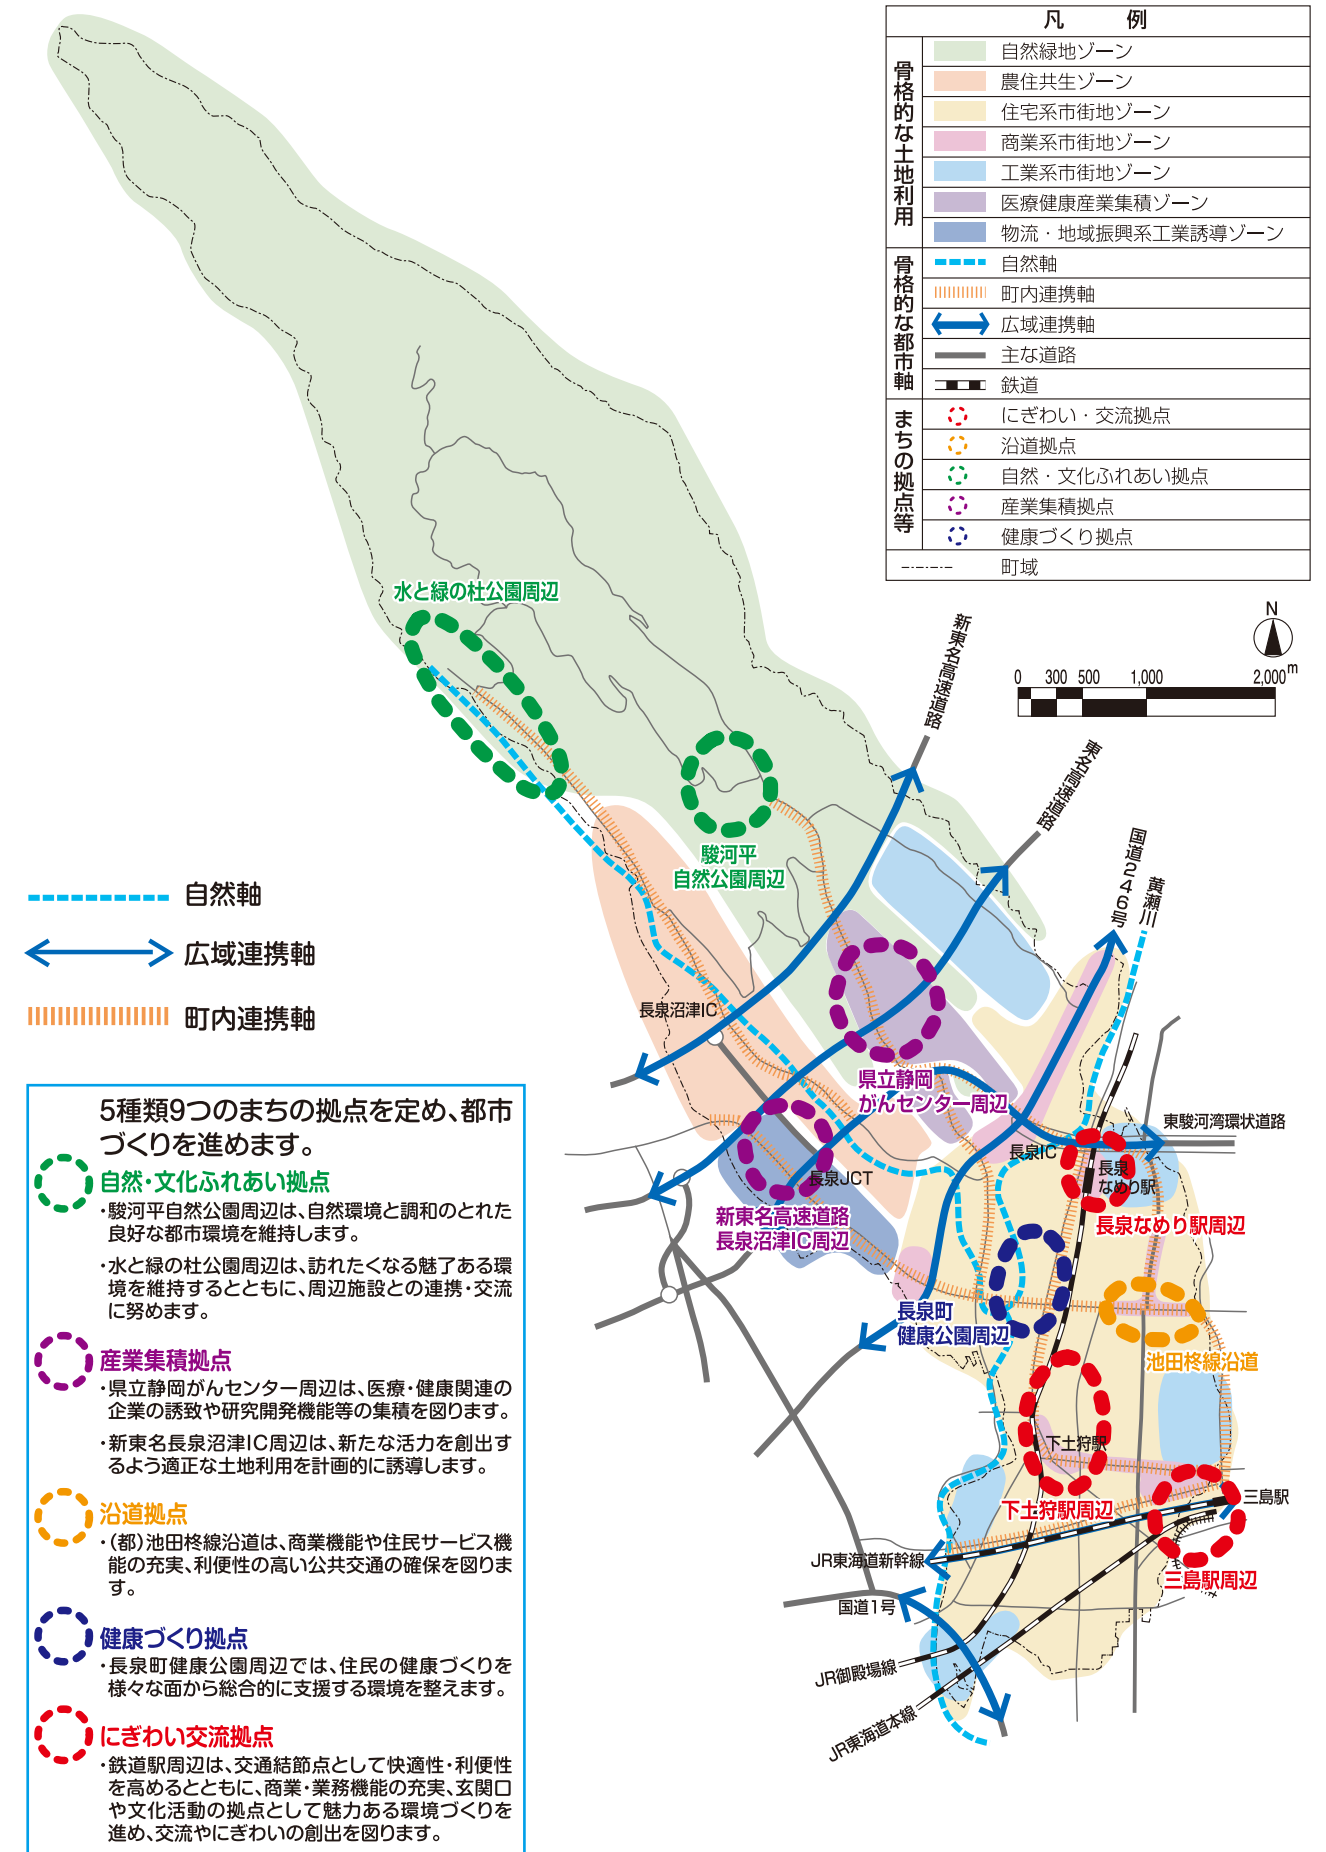 凡　例
骨格的な土地利用
自然緑地ゾーン
農住共生ゾーン
住宅系市街地ゾーン
商業系市街地ゾーン
工業系市街地ゾーン
医療健康産業集積ゾーン
物流・地域振興系工業誘導ゾーン
骨格的な都市軸
自然軸
町内連携軸
広域連携軸
主な道路
鉄道
まちの拠点等
にぎわい・交流拠点
沿道拠点
自然・文化ふれあい拠点
産業集積拠点
健康づくり拠点
町域
N
0 300 500 1,000 2,000m
水と緑の杜公園周辺
新東名高速道路
東名高速道路
国道246号
黄瀬川
駿河平
自然公園周辺
長泉沼津IC
県立静岡
がんセンター周辺
東駿河湾環状道路
長泉IC
長泉
なめり駅
長泉なめり駅周辺
長泉JCT
新東名高速道路
長泉沼津IC周辺
長泉町
健康公園周辺
池田柊線沿道
下土狩駅
下土狩駅周辺
三島駅
三島駅周辺
JR東海道新幹線
国道1号
JR御殿場線
JR東海道本線
自然軸
広域連携軸
町内連携軸
5種類9つのまちの拠点を定め、都市
づくりを進めます。
自然・文化ふれあい拠点
・駿河平自然公園周辺は、自然環境と調和のとれた
良好な都市環境を維持します。
・水と緑の杜公園周辺は、訪れたくなる魅了ある環
境を維持するとともに、周辺施設との連携・交流
に努めます。
産業集積拠点
・県立静岡がんセンター周辺は、医療・健康関連の
企業の誘致や研究開発機能等の集積を図ります。
・新東名長泉沼津IC周辺は、新たな活力を創出す
るよう適正な土地利用を計画的に誘導します。
沿道拠点
・（都）池田柊線沿道は、商業機能や住民サービス機
能の充実、利便性の高い公共交通の確保を図りま
す。
健康づくり拠点
・長泉町健康公園周辺では、住民の健康づくりを
様々な面から総合的に支援する環境を整えます。
にぎわい交流拠点
・鉄道駅周辺は、交通結節点として快適性・利便性
を高めるとともに、商業・業務機能の充実、玄関口
や文化活動の拠点として魅力ある環境づくりを
進め、交流やにぎわいの創出を図ります。